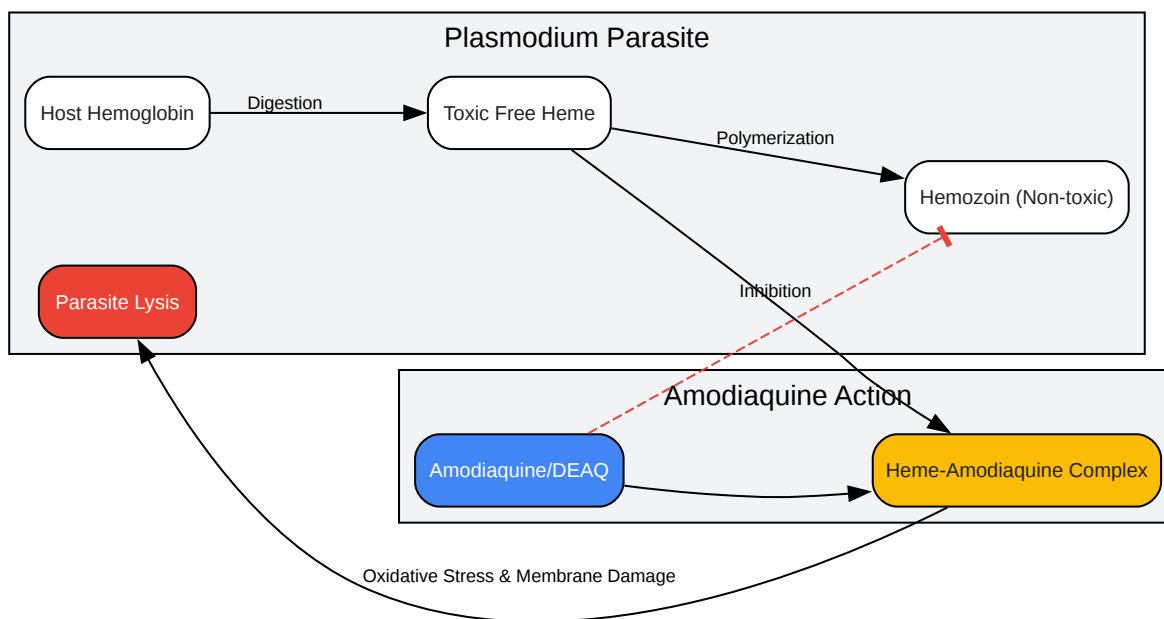 Plasmodium Parasite
Host Hemoglobin
Digestion
Toxic Free Heme
Polymerization
Hemozoin (Non-toxic)
Parasite Lysis
Inhibition
Amodiaquine Action
Amodiaquine/DEAQ
Heme-Amodiaquine Complex
Oxidative Stress & Membrane Damage